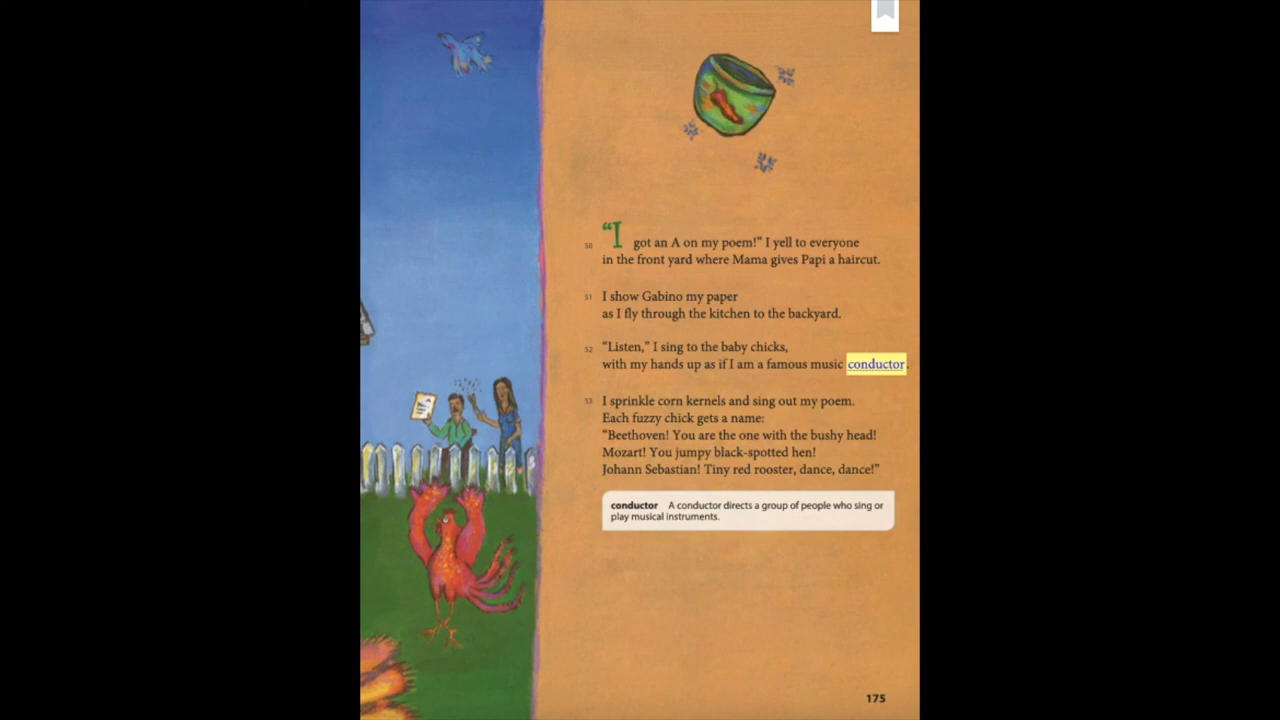 50 “I got an A on my poem!” I yell to everyone
in the front yard where Mama gives Papi a haircut.
51 I show Gabino my paper
as I fly through the kitchen to the backyard.
52 “Listen,” I sing to the baby chicks,
with my hands up as if I am a famous music conductor.
53 I sprinkle corn kernels and sing out my poem.
Each fuzzy chick gets a name:
“Beethoven! You are the one with the bushy head!
Mozart! You jumpy black-spotted hen!
Johann Sebastian! Tiny red rooster, dance, dance!”
conductor A conductor directs a group of people who sing or
play musical instruments.
175